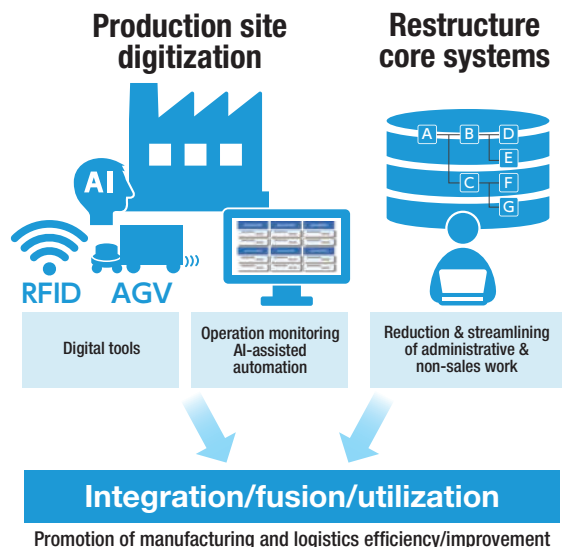 Production site
digitization
Restructure
core systems
AI
RFID
AGV
A
B
D
E
C
F
G
Digital tools
Operation monitoring
AI-assisted
automation
Reduction & streamlining
of administrative &
non-sales work
Integration/fusion/utilization
Promotion of manufacturing and logistics efficiency/improvement